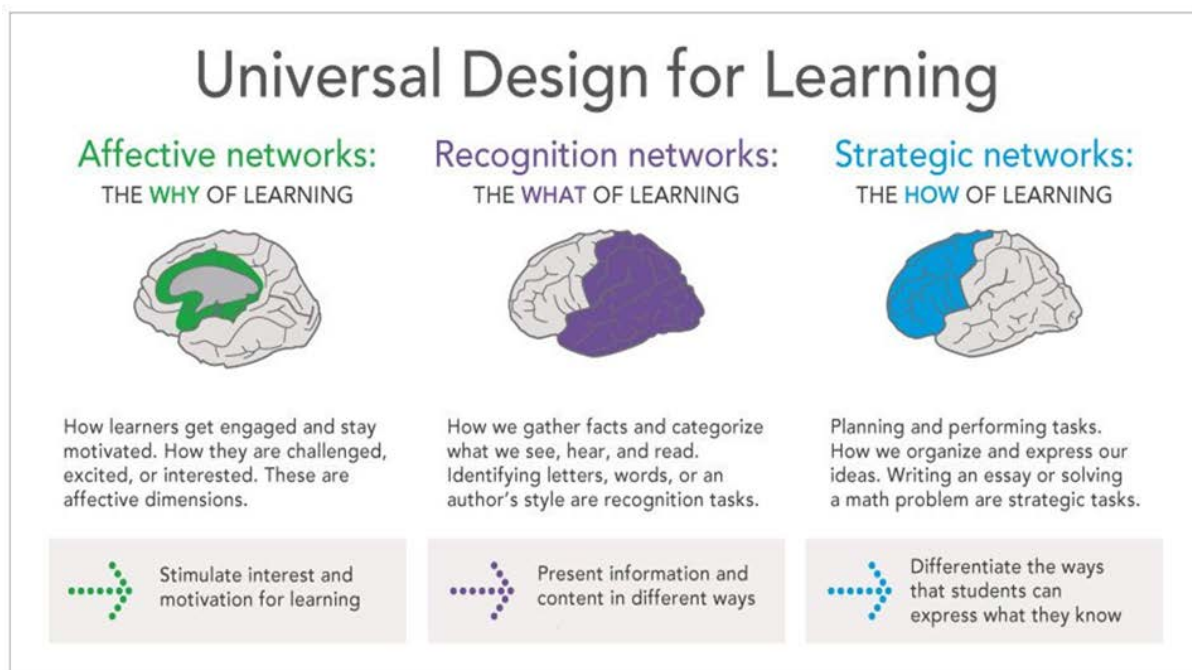 Universal Design for Learning
Affective networks:
THE WHY OF LEARNING
How learners get engaged and stay
motivated. How they are challenged,
excited, or interested. These are
affective dimensions.
Stimulate interest and
motivation for learning
Recognition networks:
THE WHAT OF LEARNING
How we gather facts and categorize
what we see, hear, and read.
Identifying letters, words, or an
author's style are recognition tasks.
Present information and
content in different ways
Strategic networks:
THE HOW OF LEARNING
Planning and performing tasks.
How we organize and express our
ideas. Writing an essay or solving
a math problem are strategic tasks.
Differentiate the ways
that students can
express what they know